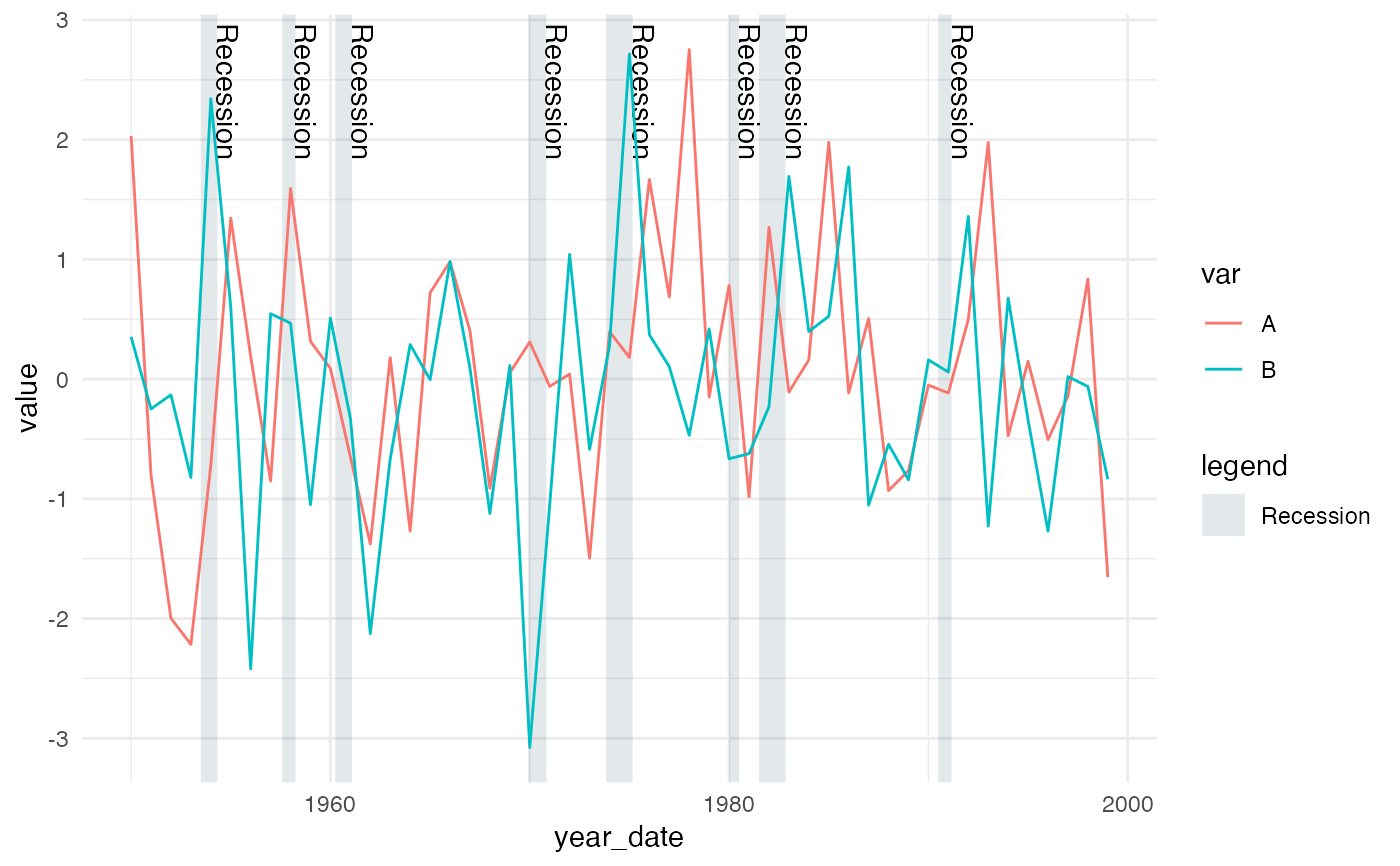 3
2
1
0
-1
-2
-3
value
Recession
Recession
Recession
Recession
Recession
Recession
Recession
Recession
1960
1980
2000
year_date
var
A
B
legend
Recession